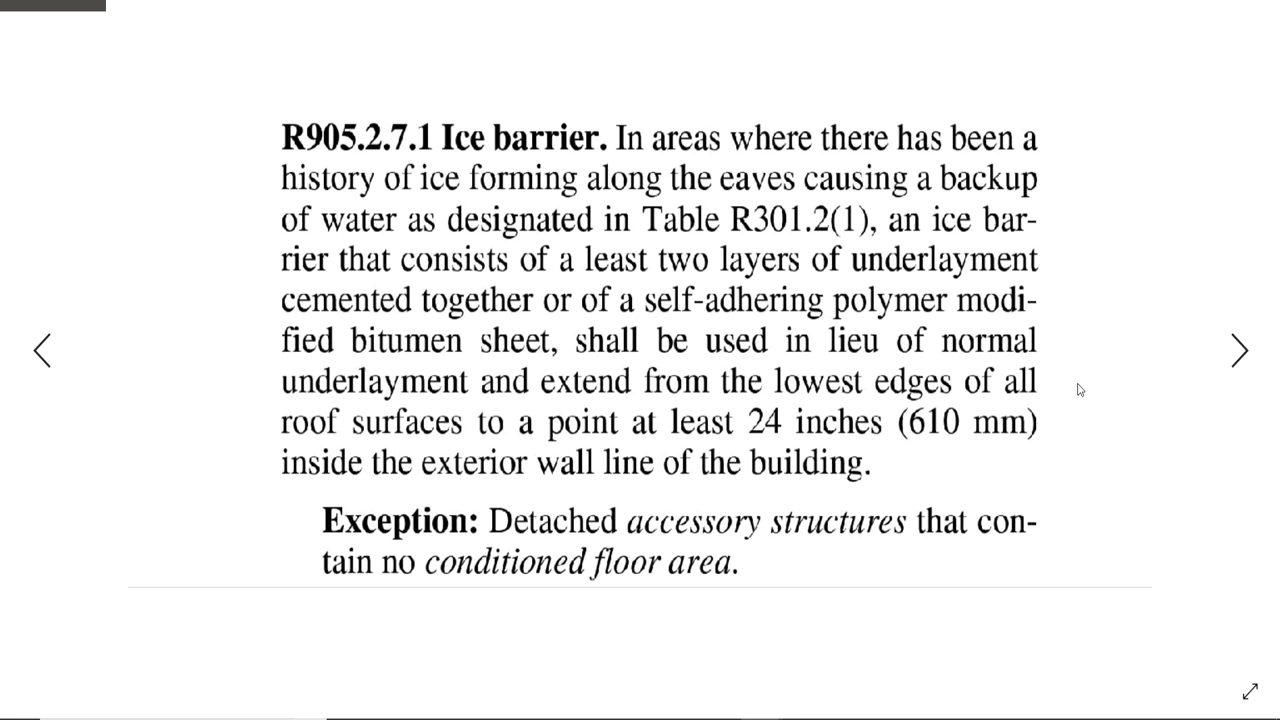 R905.2.7.1 Ice barrier. In areas where there has been a
history of ice forming along the eaves causing a backup
of water as designated in Table R301.2(1), an ice bar-
rier that consists of a least two layers of underlayment
cemented together or of a self-adhering polymer modi-
fied bitumen sheet, shall be used in lieu of normal
underlayment and extend from the lowest edges of all
roof surfaces to a point at least 24 inches (610 mm)
inside the exterior wall line of the building.
Exception: Detached accessory structures that con-
tain no conditioned floor area.